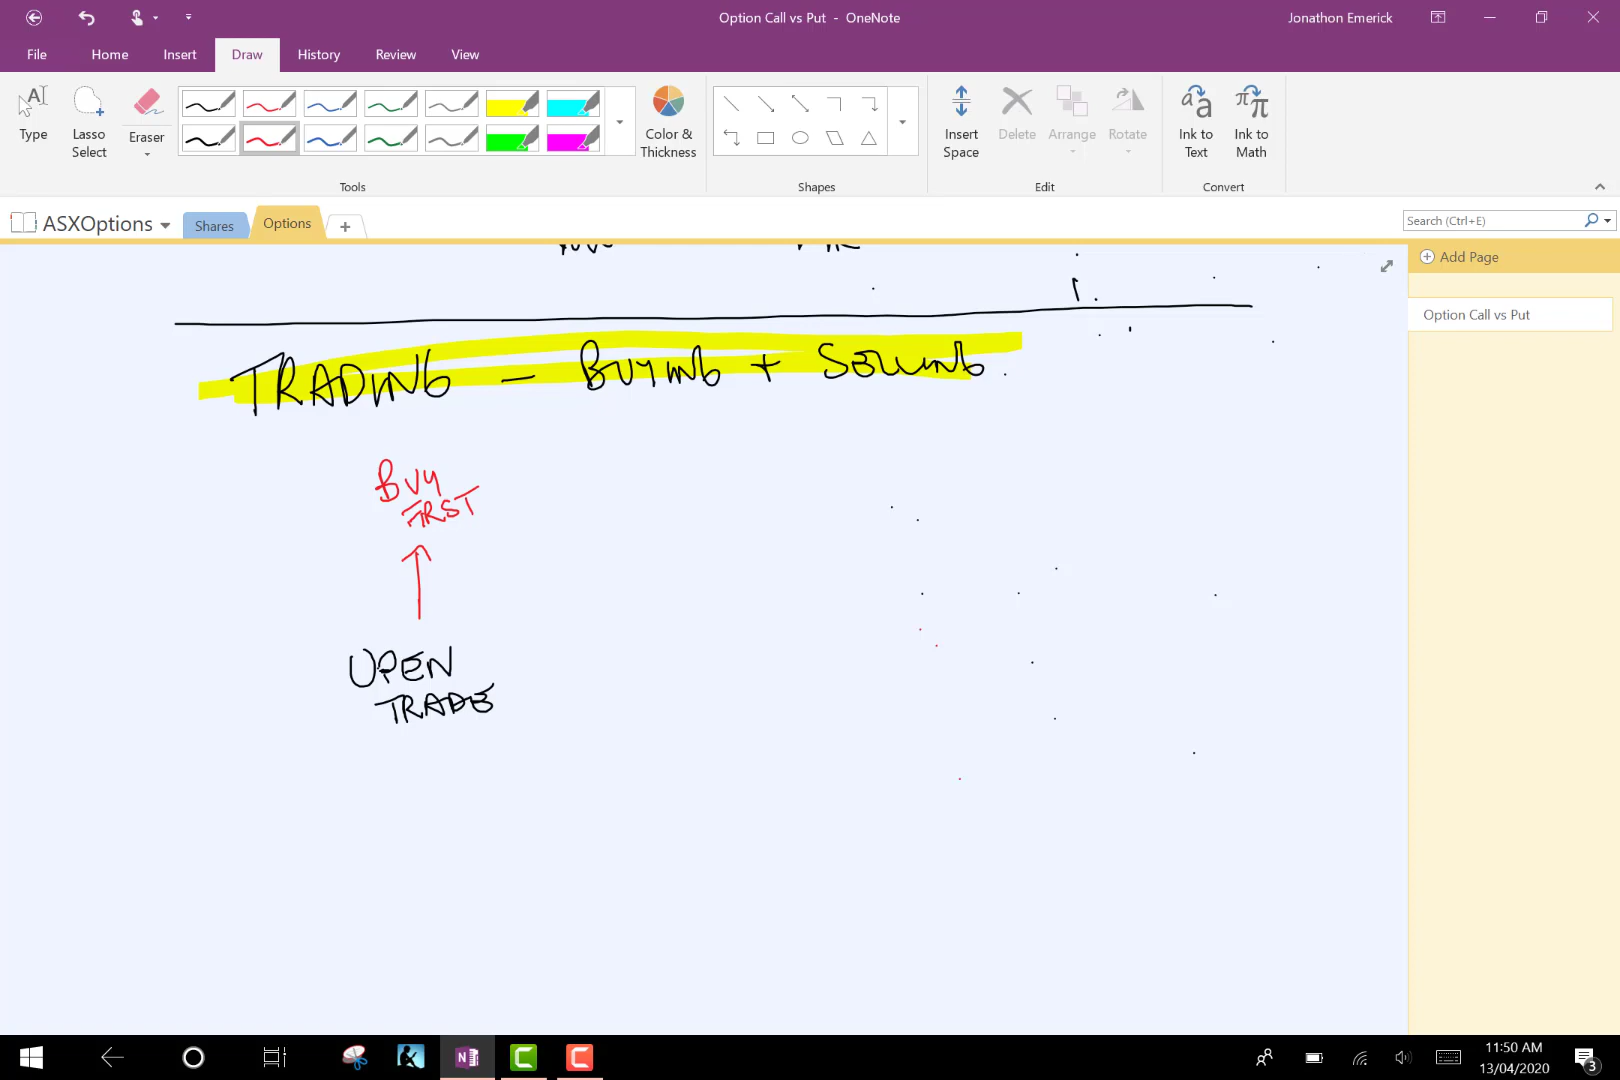 Option Call vs Put - OneNote
Jonathon Emerick
File Home Insert Draw History Review View
Type
Lasso Select
Eraser
Color & Thickness
Insert Space
Delete
Arrange
Rotate
Ink to Text
Ink to Math
Tools
Shapes
Edit
Convert
ASXOptions
Shares
Options
Search (Ctrl+E)
Add Page
Option Call vs Put
TRADING - BUYING + SELLING
BUY
FIRST
OPEN
TRADE
11:50 AM
13/04/2020
3